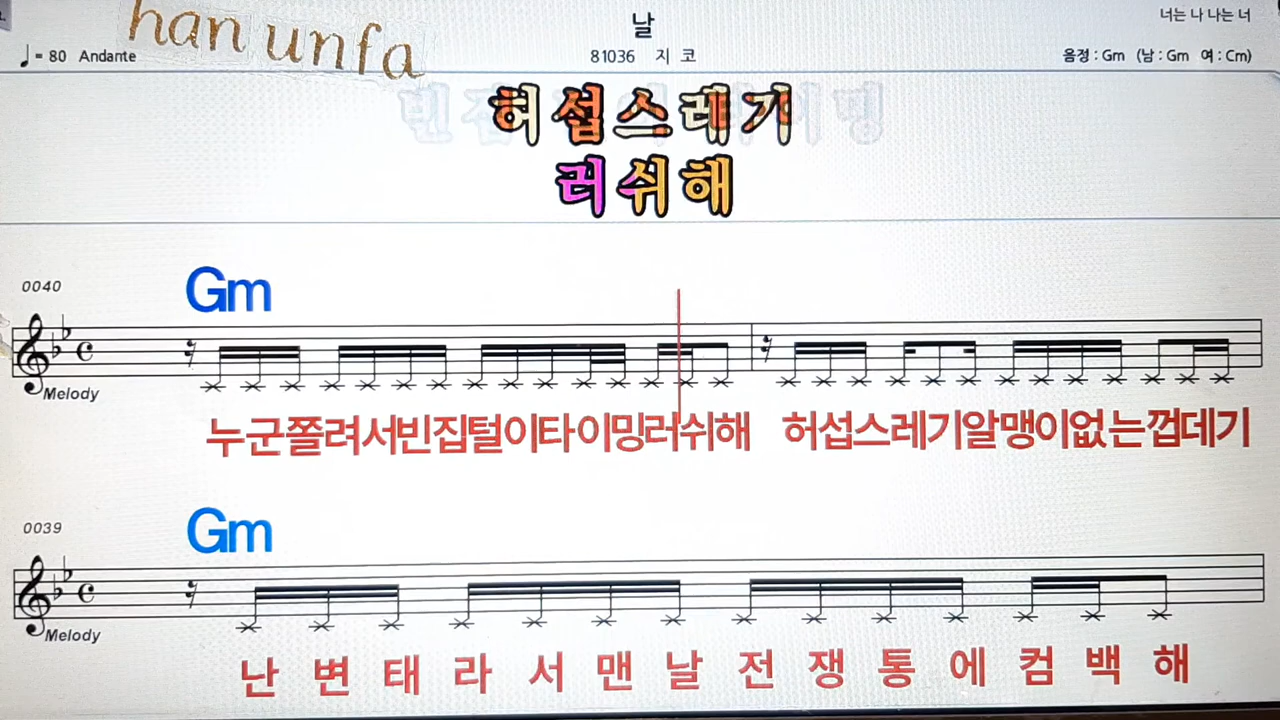 han unfa
날
너는 나 나는 너
♩= 80 Andante
81036 지 코
음정 : Gm (남 : Gm 여 : Cm)
허섭스레기
러쉬해
0040
Gm
Melody
누군쫄려서빈집털이타이밍러쉬해 허섭스레기알맹이없는껍데기
0039
Gm
Melody
난 변 태 라 서 맨 날 전 쟁 통 에 컴 백 해